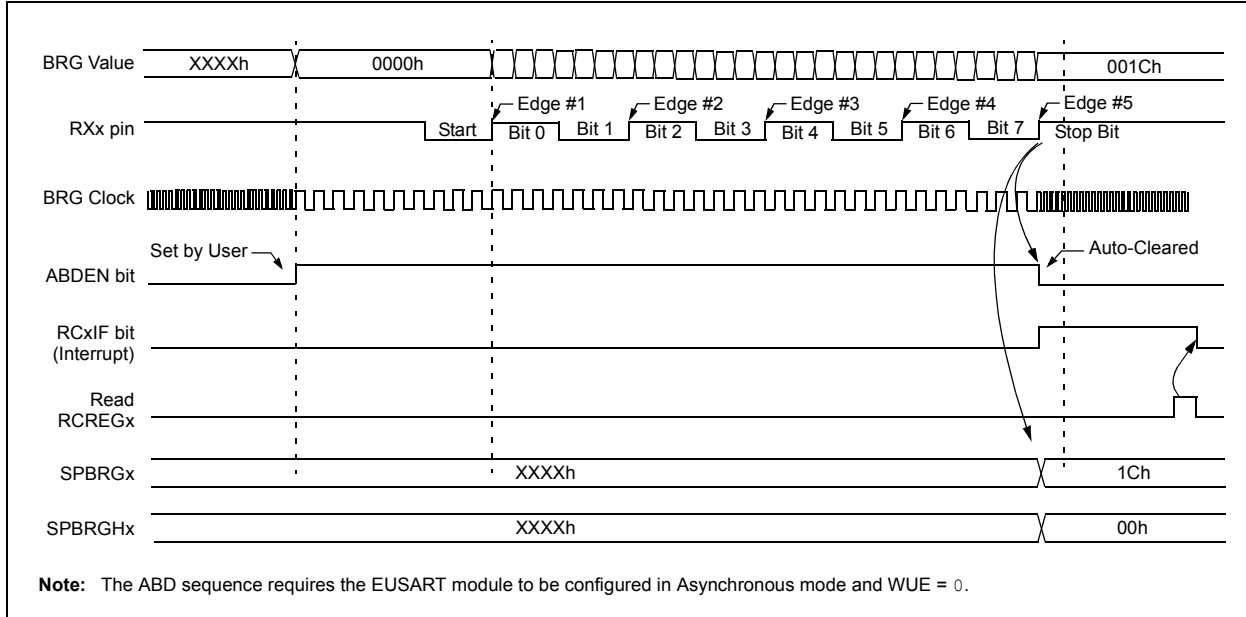 BRG Value XXXXh 0000h 001Ch
Edge #1 Edge #2 Edge #3 Edge #4 Edge #5
RXx pin Start Bit 0 Bit 1 Bit 2 Bit 3 Bit 4 Bit 5 Bit 6 Bit 7 Stop Bit
BRG Clock
Set by User Auto-Cleared
ABDEN bit
RCxIF bit
(Interrupt)
Read
RCREGx
SPBRGx XXXXh 1Ch
SPBRGHx XXXXh 00h
Note: The ABD sequence requires the EUSART module to be configured in Asynchronous mode and WUE = 0.